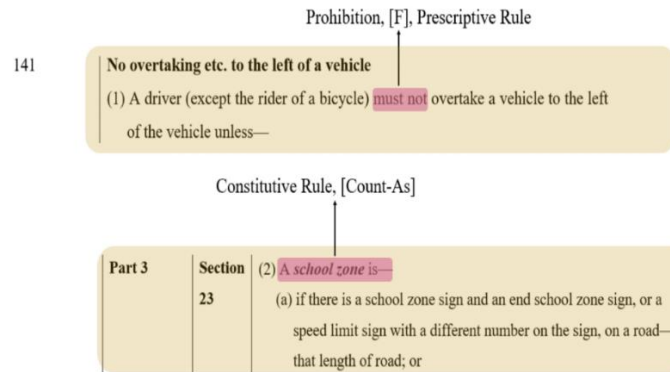 Prohibition, [F], Prescriptive Rule
141
No overtaking etc. to the left of a vehicle
(1) A driver (except the rider of a bicycle) must not overtake a vehicle to the left
of the vehicle unless—
Constitutive Rule, [Count-As]
Part 3 Section (2) A school zone is—
23 (a) if there is a school zone sign and an end school zone sign, or a
speed limit sign with a different number on the sign, on a road—
that length of road; or